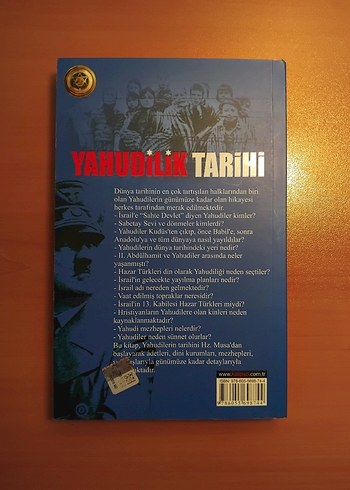 YAHUDİLİK TARİHİ
Dünya tarihinin en çok tartışılan halklarından biri
olan Yahudilerin günümüze kadar olan hikayesi
herkes tarafından merak edilmektedir.
- İsrail'e "Sahte Devlet" diyen Yahudiler kimler?
- Sabetay Sevi ve dönmeler kimlerdi?
- Yahudiler Kudüs'ten çıkıp, önce Babil'e, sonra
Anadolu'ya ve tüm dünyaya nasıl yayıldılar?
- Yahudilerin dünya tarihindeki yeri nedir?
- II. Abdülhamit ve Yahudiler arasında neler
yaşanmıştı?
- Hazar Türkleri din olarak Yahudiliği neden seçtiler?
- İsrail'in gelecekte yayılma planları nedir?
- İsrail adı nereden gelmektedir?
- Vaat edilmiş topraklar neresidir?
- İsrail'in 13. Kabilesi Hazar Türkleri miydi?
- Hristiyanların Yahudilere olan kinleri neden
kaynaklanmaktadır?
- Yahudi mezhepleri nelerdir?
- Yahudiler neden sünnet olurlar?
Bu kitap, Yahudilerin tarihini Hz. Musa'dan
başlayarak adetleri, dini kuralları, mezhepleri,
günümüze kadar detaylarıyla